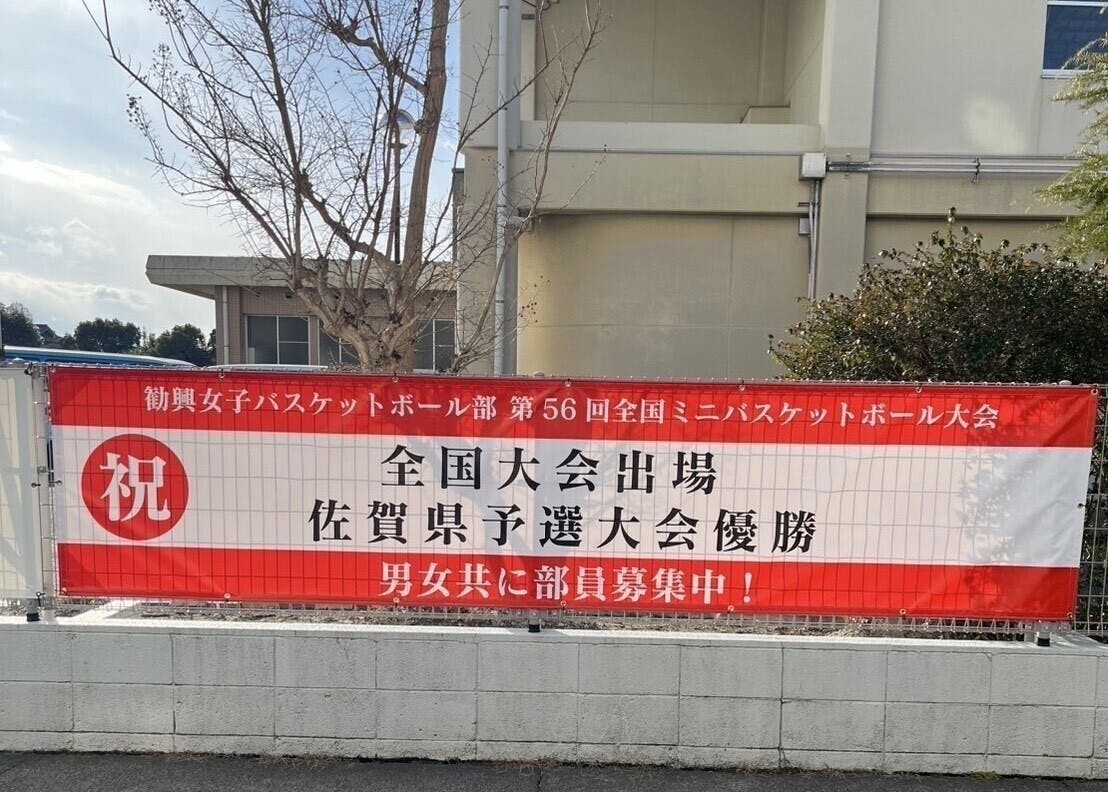 勧興女子バスケットボール部 第56回全国ミニバスケットボール大会
祝
全国大会出場
佐賀県予選大会優勝
男女共に部員募集中！